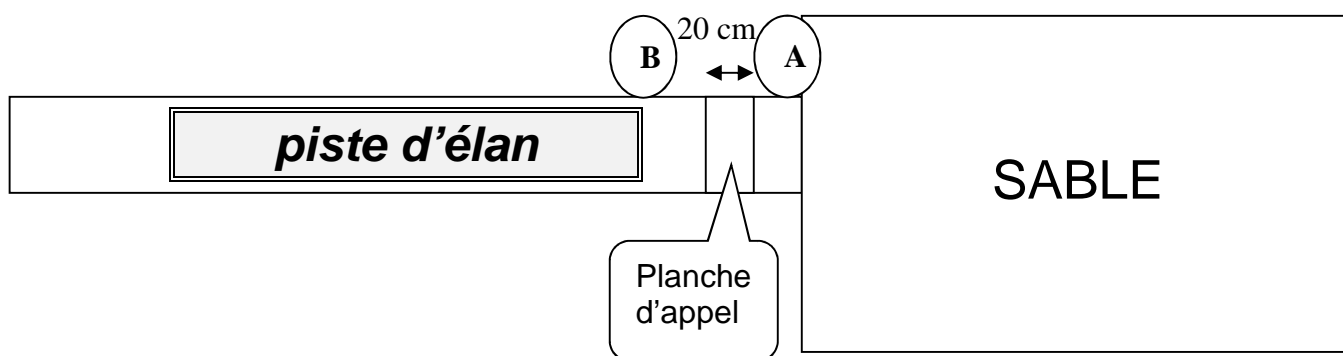 20 cm
B
A
piste d’élan
SABLE
Planche
d’appel